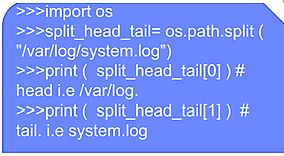 >>>import os
>>>split_head_tail= os.path.split (
"/var/log/system.log")
>>>print (  split_head_tail[0] ) #
head i.e /var/log.
>>>print (  split_head_tail[1] )  #
tail. i.e system.log